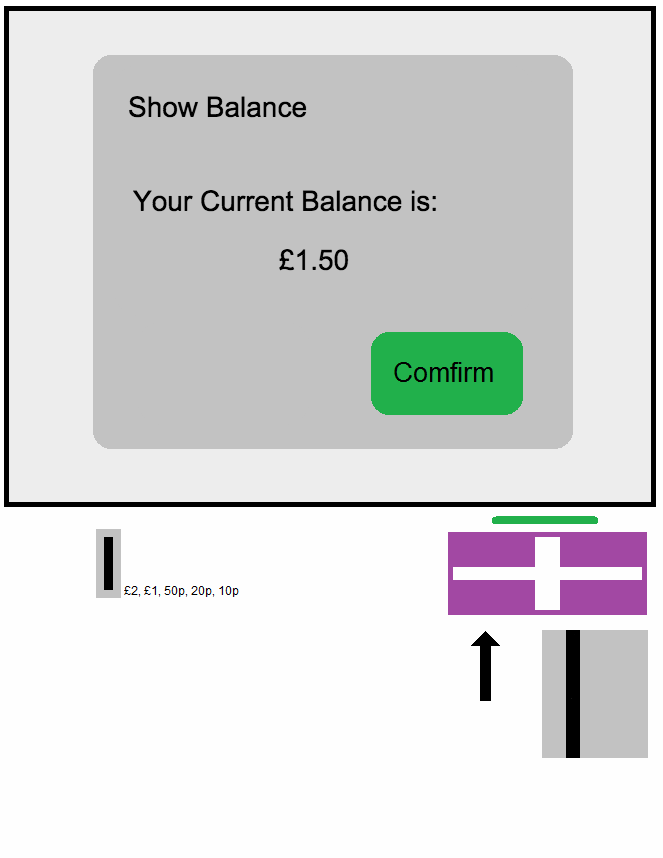 Show Balance
Your Current Balance is:
£1.50
Comfirm
£2, £1, 50p, 20p, 10p